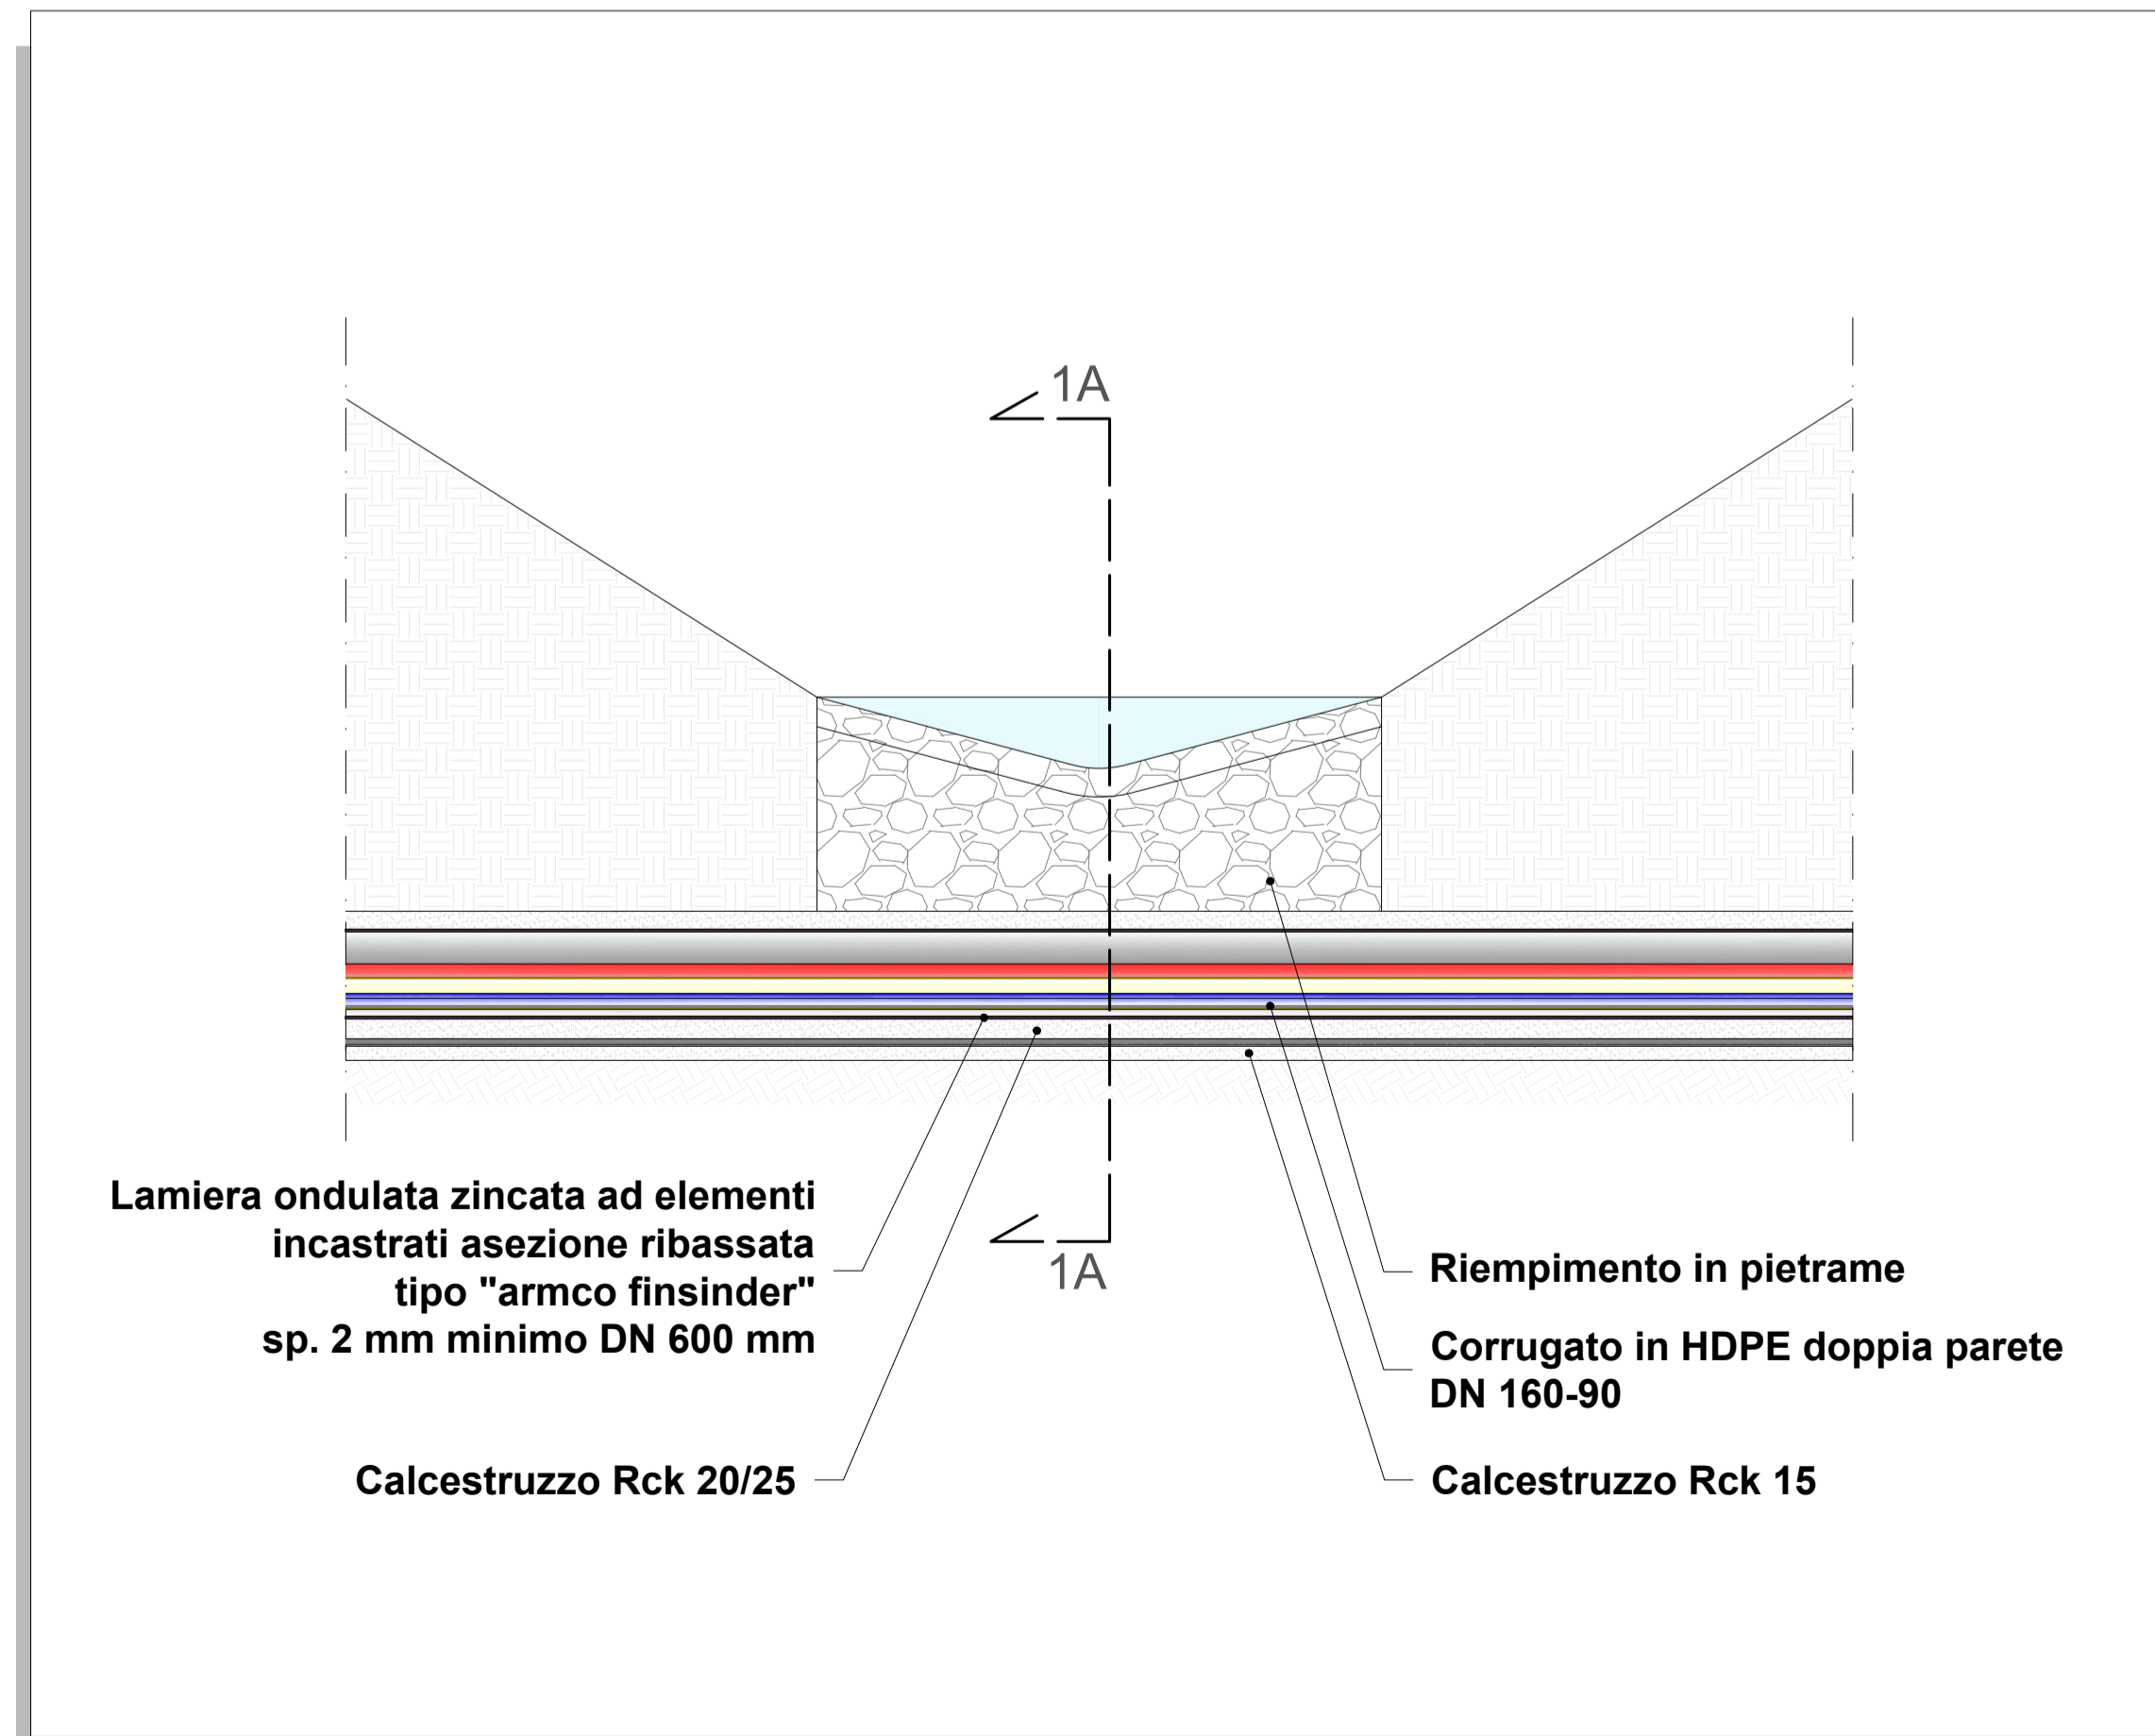 1A
Lamiera ondulata zincata ad elementi
incastrati asezione ribassata
tipo "armco finsinder"
sp. 2 mm minimo DN 600 mm
Calcestruzzo Rck 20/25
1A
Riempimento in pietrame
Corrugato in HDPE doppia parete
DN 160-90
Calcestruzzo Rck 15